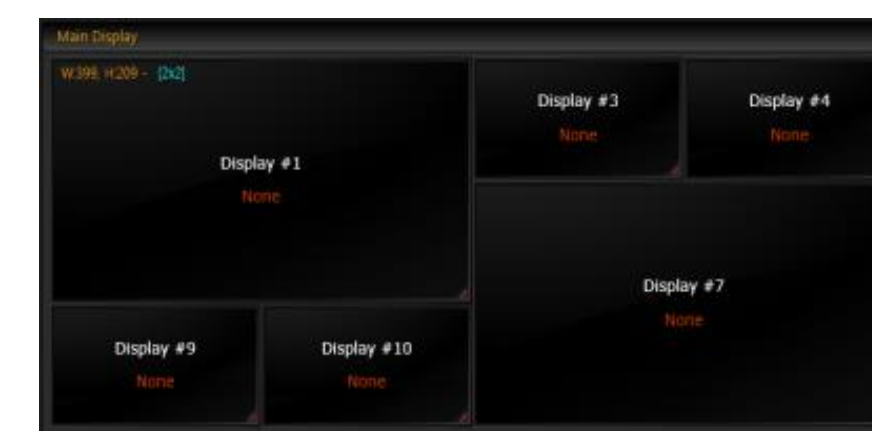 Main Display
W:399, H:209 - [2x2]
Display #1
None
Display #3
None
Display #4
None
Display #7
None
Display #9
None
Display #10
None